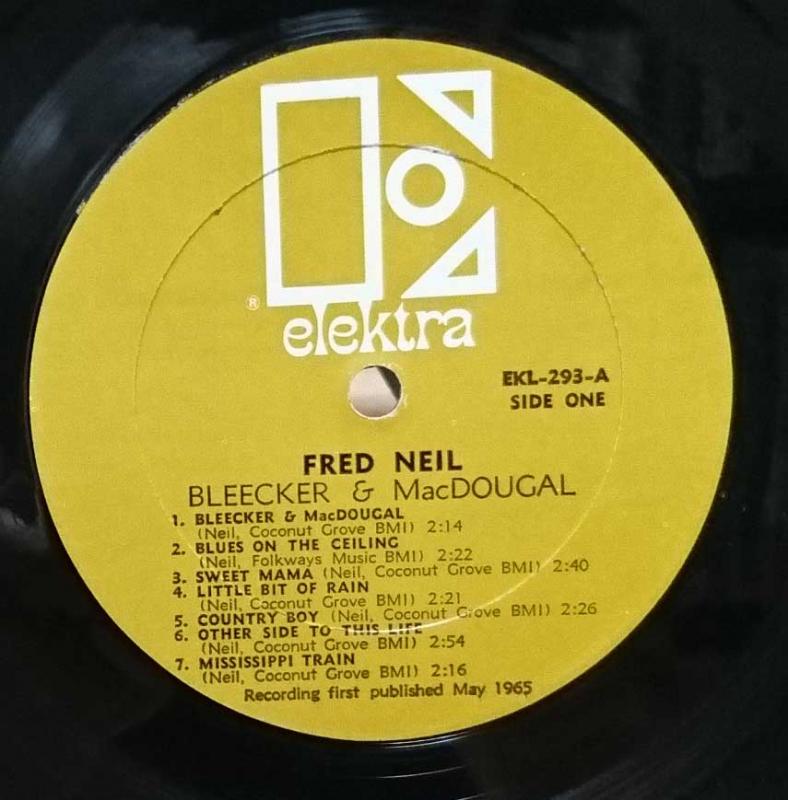 ®
elektra
EKL-293-A
SIDE ONE
FRED NEIL
BLEECKER & MacDOUGAL
1. BLEECKER & MacDOUGAL
(Neil, Coconut Grove BMI) 2:14
2. BLUES ON THE CEILING
(Neil, Folkways Music BMI) 2:22
3. SWEET MAMA (Neil, Coconut Grove BMI) 2:40
4. LITTLE BIT OF RAIN
(Neil, Coconut Grove BMI) 2:21
5. COUNTRY BOY (Neil, Coconut Grove BMI) 2:26
6. OTHER SIDE TO THIS LIFE
(Neil, Coconut Grove BMI) 2:54
7. MISSISSIPPI TRAIN
(Neil, Coconut Grove BMI) 2:16
Recording first published May 1965